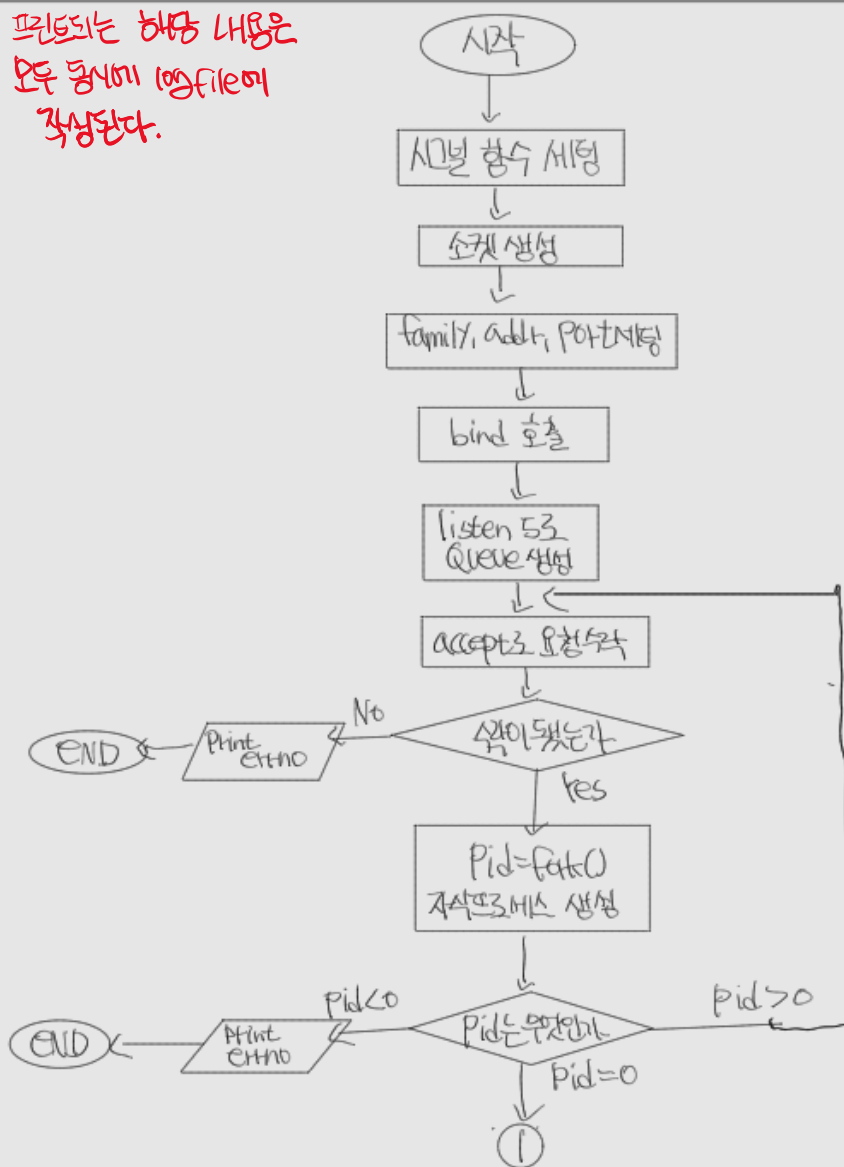 프린트되는 해당 내용은
모두 동시에 logfile에
작성된다.
시작
시그널 함수 세팅
소켓 생성
family, addr, port세팅
bind 호출
listen 5로
Queue 생성
accept로 요청수락
수락이 됐는가
No
Print
errno
END
Yes
Pid=fork()
자식프로세스 생성
Pid는 무엇인가
pid<0
Print
errno
END
pid>0
pid=0
1